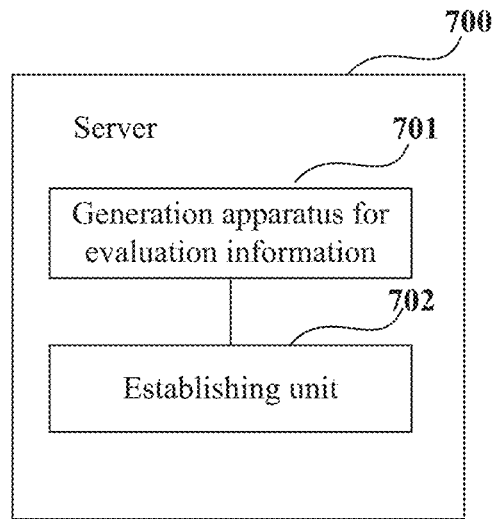 700
Server
701
Generation apparatus for
evaluation information
702
Establishing unit